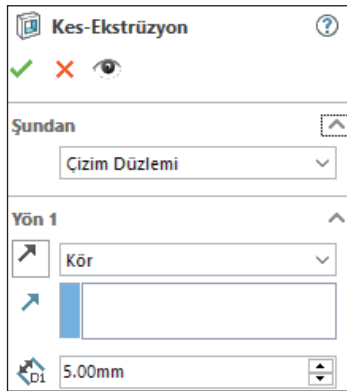 Kes-Ekstrüzyon
Şundan
Çizim Düzlemi
Yön 1
Kör
D1 5.00mm